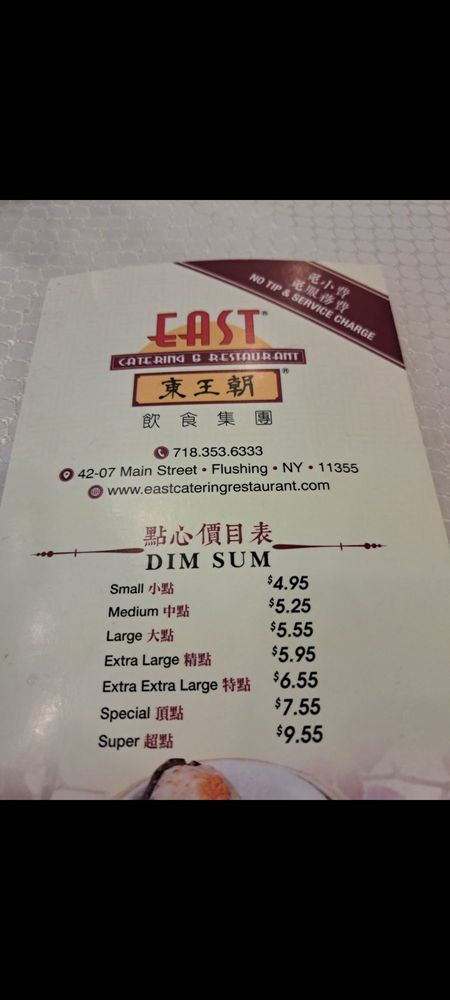 免小費
免服務費
NO TIP & SERVICE CHARGE
EAST®
CATERING & RESTAURANT
東王朝®
飲食集團
718.353.6333
42-07 Main Street • Flushing • NY • 11355
www.eastcateringrestaurant.com
點心價目表
DIM SUM
Small 小點 $4.95
Medium 中點 $5.25
Large 大點 $5.55
Extra Large 精點 $5.95
Extra Extra Large 特點 $6.55
Special 頂點 $7.55
Super 超點 $9.55